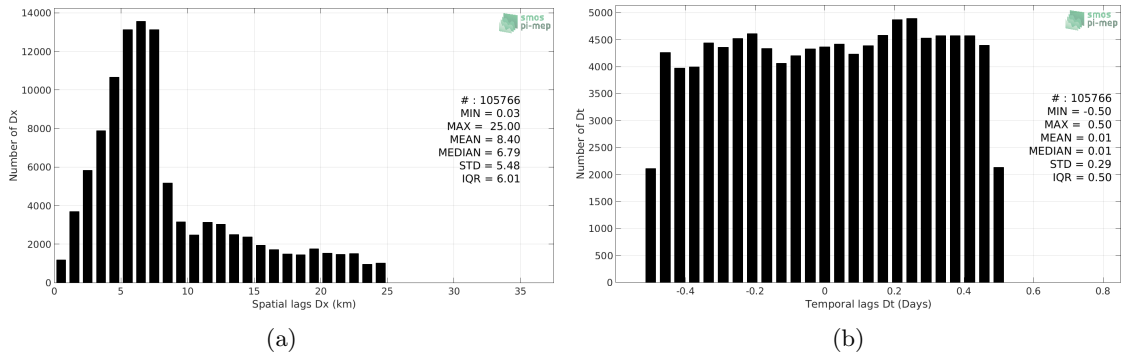 14000
12000
10000
8000
6000
4000
2000
0
Number of Dx
smos
pi-mep
# : 105766
MIN = 0.03
MAX = 25.00
MEAN = 8.40
MEDIAN = 6.79
STD = 5.48
IQR = 6.01
0 5 10 15 20 25 30 35
Spatial lags Dx (km)
(a)
5000
4500
4000
3500
3000
2500
2000
1500
1000
500
0
Number of Dt
smos
pi-mep
# : 105766
MIN = -0.50
MAX = 0.50
MEAN = 0.01
MEDIAN = 0.01
STD = 0.29
IQR = 0.50
-0.4 -0.2 0 0.2 0.4 0.6 0.8
Temporal lags Dt (Days)
(b)